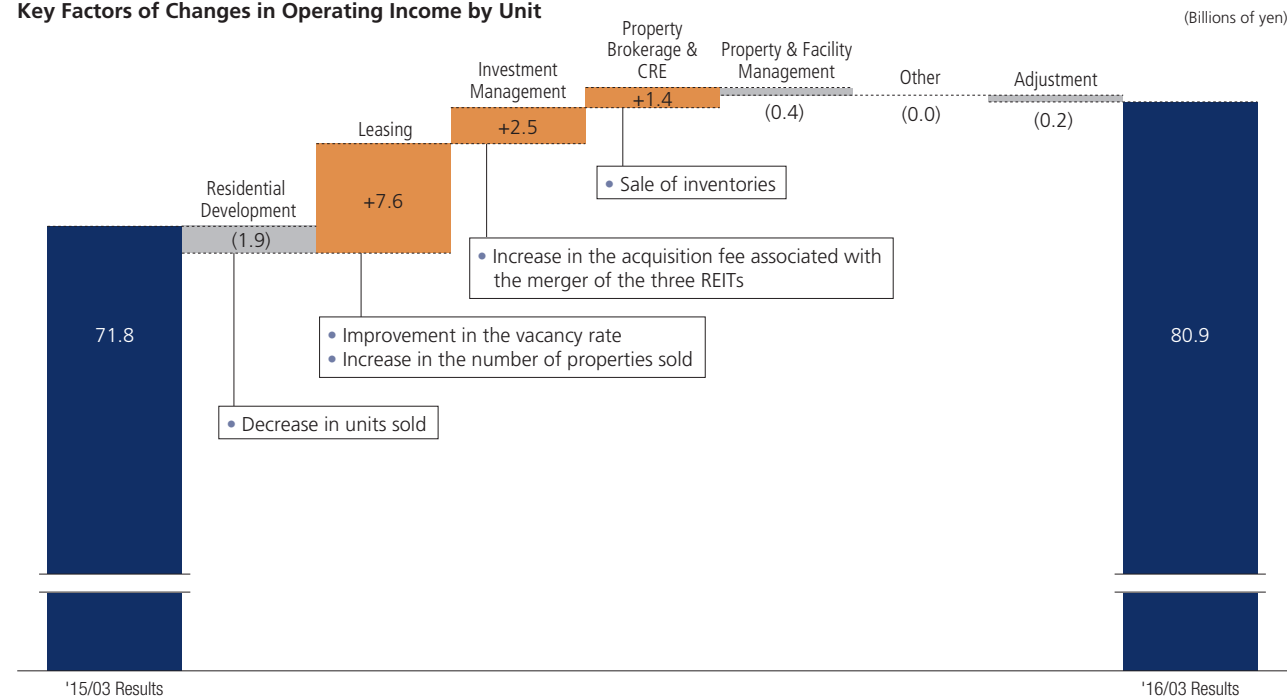 Key Factors of Changes in Operating Income by Unit
(Billions of yen)
Residential
Development
(1.9)
Leasing
+7.6
Investment
Management
+2.5
Property
Brokerage &
CRE
+1.4
Property & Facility
Management
(0.4)
Other
(0.0)
Adjustment
(0.2)
• Sale of inventories
• Increase in the acquisition fee associated with
the merger of the three REITs
• Improvement in the vacancy rate
• Increase in the number of properties sold
• Decrease in units sold
71.8
80.9
'15/03 Results
'16/03 Results